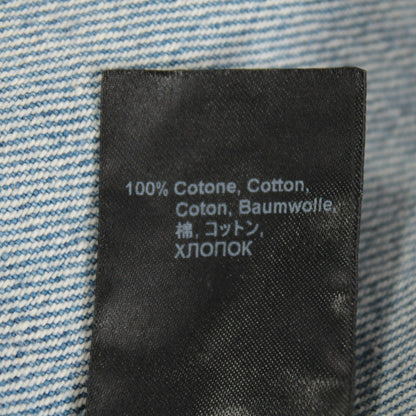 100% Cotone, Cotton,
Coton, Baumwolle,
棉, コットン,
ХЛОПОК